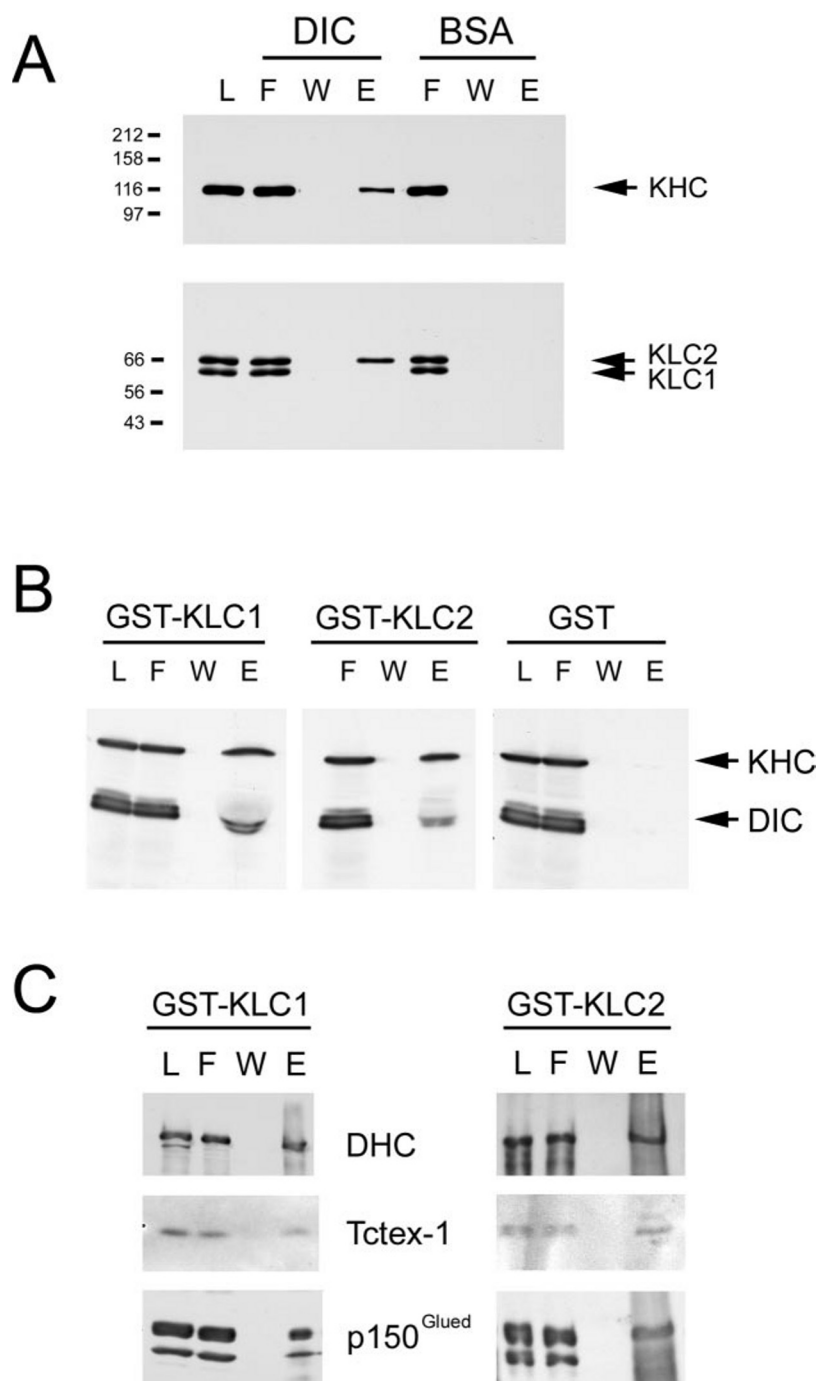 A
DIC BSA
L F W E F W E
212
158
116
97
KHC
66
56
43
KLC2
KLC1
B
GST-KLC1 GST-KLC2 GST
L F W E F E W E L F W E
KHC
DIC
C
GST-KLC1 GST-KLC2
L F W E L F W E
DHC
Tctex-1
p150Glued